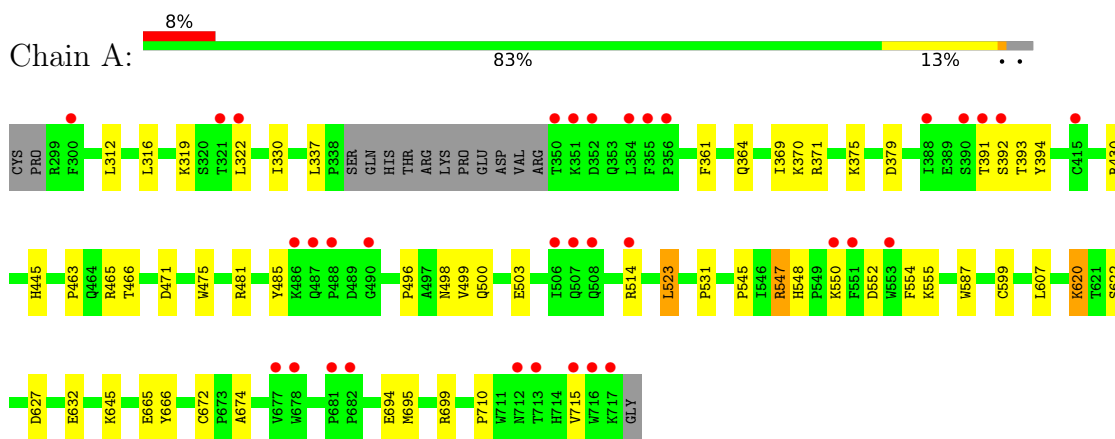 8%
Chain A:
83%
13%
• •
CYS PRO R299 F300 L312 L316 K319 S320 T321 L322 I330 L337 P338 SER GLN HIS THR ARG LYS PRO GLU ASP VAL ARG T350 K351 D352 Q353 L354 F355 P356 F361 Q364 I369 K370 R371 K375 D379 I388 E389 S390 T391 S392 T393 Y394 C415 R430
H445 P463 Q464 R465 T466 D471 W475 R481 Y485 K486 Q487 P488 D489 G490 P496 A497 N498 V499 Q500 E503 I506 Q507 Q508 R514 L523 P531 P545 I546 R547 H548 P549 K550 F551 D552 W553 F554 K555 W587 C599 L607 K620 T621 S622
D627 E632 K645 E665 Y666 C672 P673 A674 V677 W678 P681 P682 E694 M695 R699 P710 W711 N712 T713 H714 V715 W716 K717 GLY